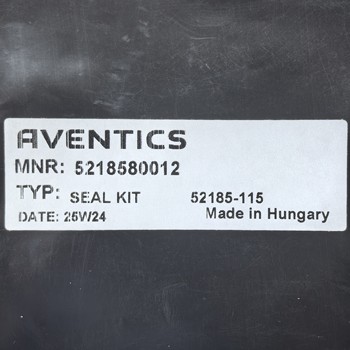 AVENTICS
MNR: 5218580012
TYP: SEAL KIT 52185-115
DATE: 25W24 Made in Hungary